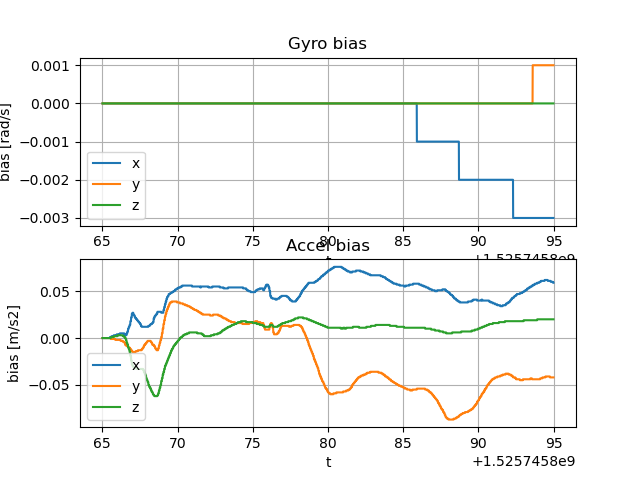 Gyro bias
bias [rad/s]
0.001
0.000
−0.001
−0.002
−0.003
x
y
z
65 70 75 80 85 90 95
t
+1.5257458e9
Accel bias
bias [m/s2]
0.05
0.00
−0.05
x
y
z
65 70 75 80 85 90 95
t
+1.5257458e9